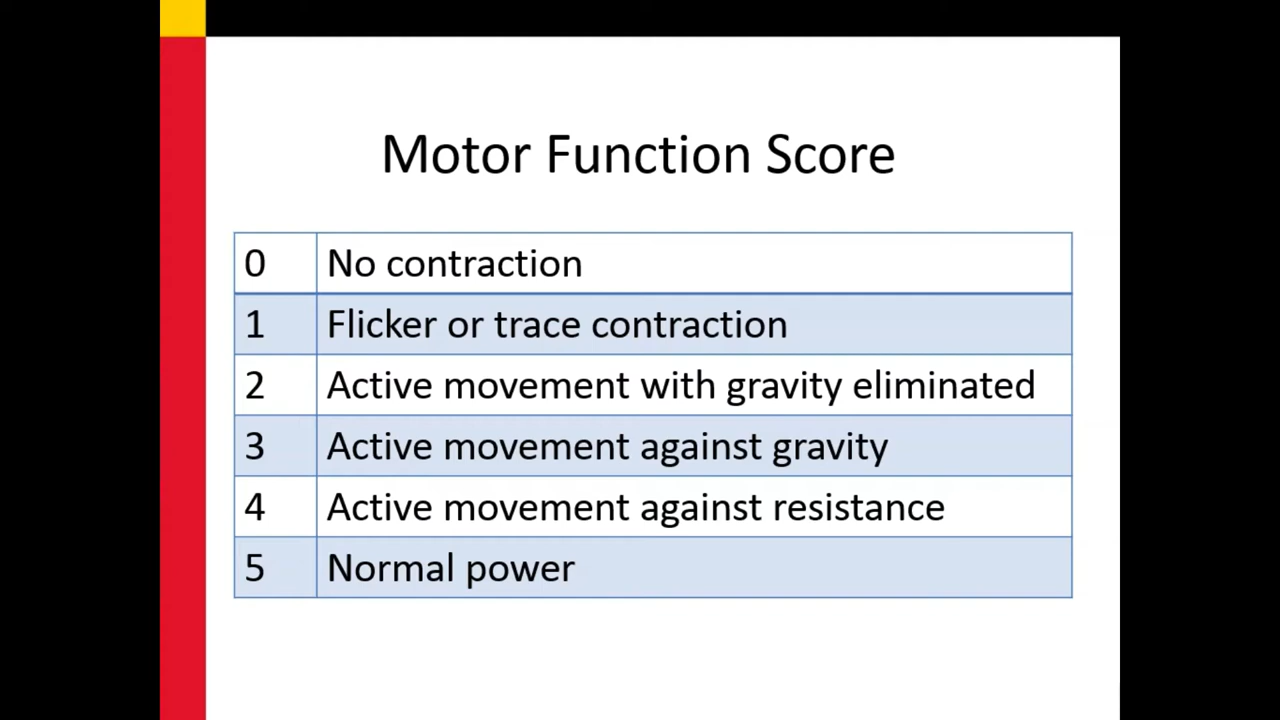 Motor Function Score
0 No contraction
1 Flicker or trace contraction
2 Active movement with gravity eliminated
3 Active movement against gravity
4 Active movement against resistance
5 Normal power